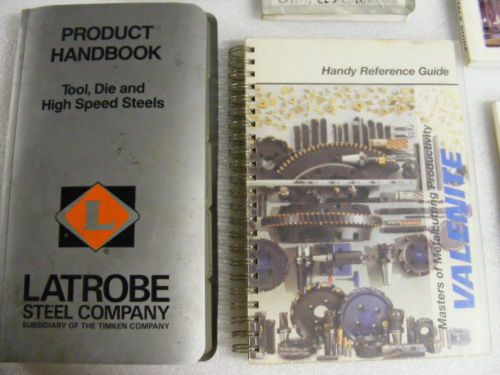 PRODUCT
HANDBOOK
Tool, Die and
High Speed Steels
L
LATROBE
STEEL COMPANY
SUBSIDIARY OF THE TIMKEN COMPANY
Handy Reference Guide
Masters of Metalcutting Productivity
VALENITE